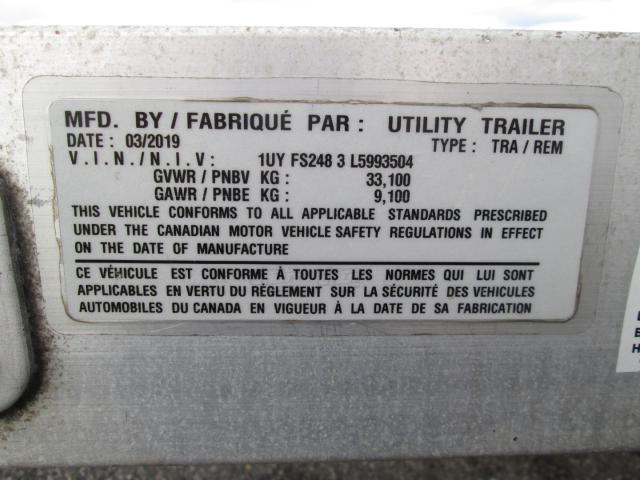 MFD. BY / FABRIQUÉ PAR : UTILITY TRAILER
DATE : 03/2019 TYPE : TRA / REM
V.I.N./N.I.V: 1UY FS248 3 L5993504
GVWR / PNBV KG : 33,100
GAWR / PNBE KG : 9,100
THIS VEHICLE CONFORMS TO ALL APPLICABLE STANDARDS PRESCRIBED
UNDER THE CANADIAN MOTOR VEHICLE SAFETY REGULATIONS IN EFFECT
ON THE DATE OF MANUFACTURE
CE VÉHICULE EST CONFORME À TOUTES LES NORMES QUI LUI SONT
APPLICABLES EN VERTU DU RÈGLEMENT SUR LA SÉCURITÉ DES VEHICULES
AUTOMOBILES DU CANADA EN VIGUEUR À LA DATE DE SA FABRICATION